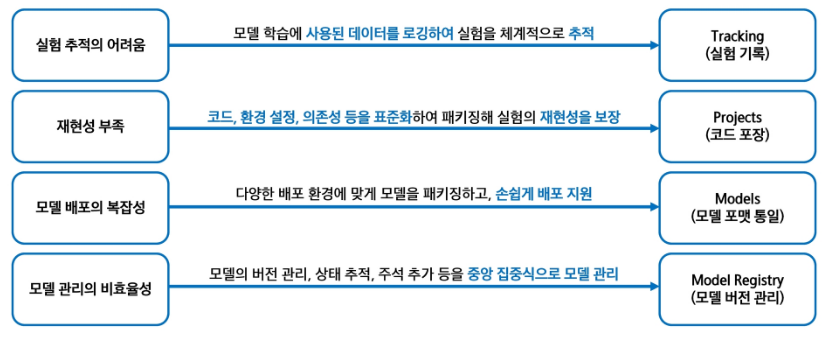 실험 추적의 어려움
모델 학습에 사용된 데이터를 로깅하여 실험을 체계적으로 추적
Tracking
(실험 기록)
재현성 부족
코드, 환경 설정, 의존성 등을 표준화하여 패키징해 실험의 재현성을 보장
Projects
(코드 포장)
모델 배포의 복잡성
다양한 배포 환경에 맞게 모델을 패키징하고, 손쉽게 배포 지원
Models
(모델 포맷 통일)
모델 관리의 비효율성
모델의 버전 관리, 상태 추적, 주석 추가 등을 중앙 집중식으로 모델 관리
Model Registry
(모델 버전 관리)